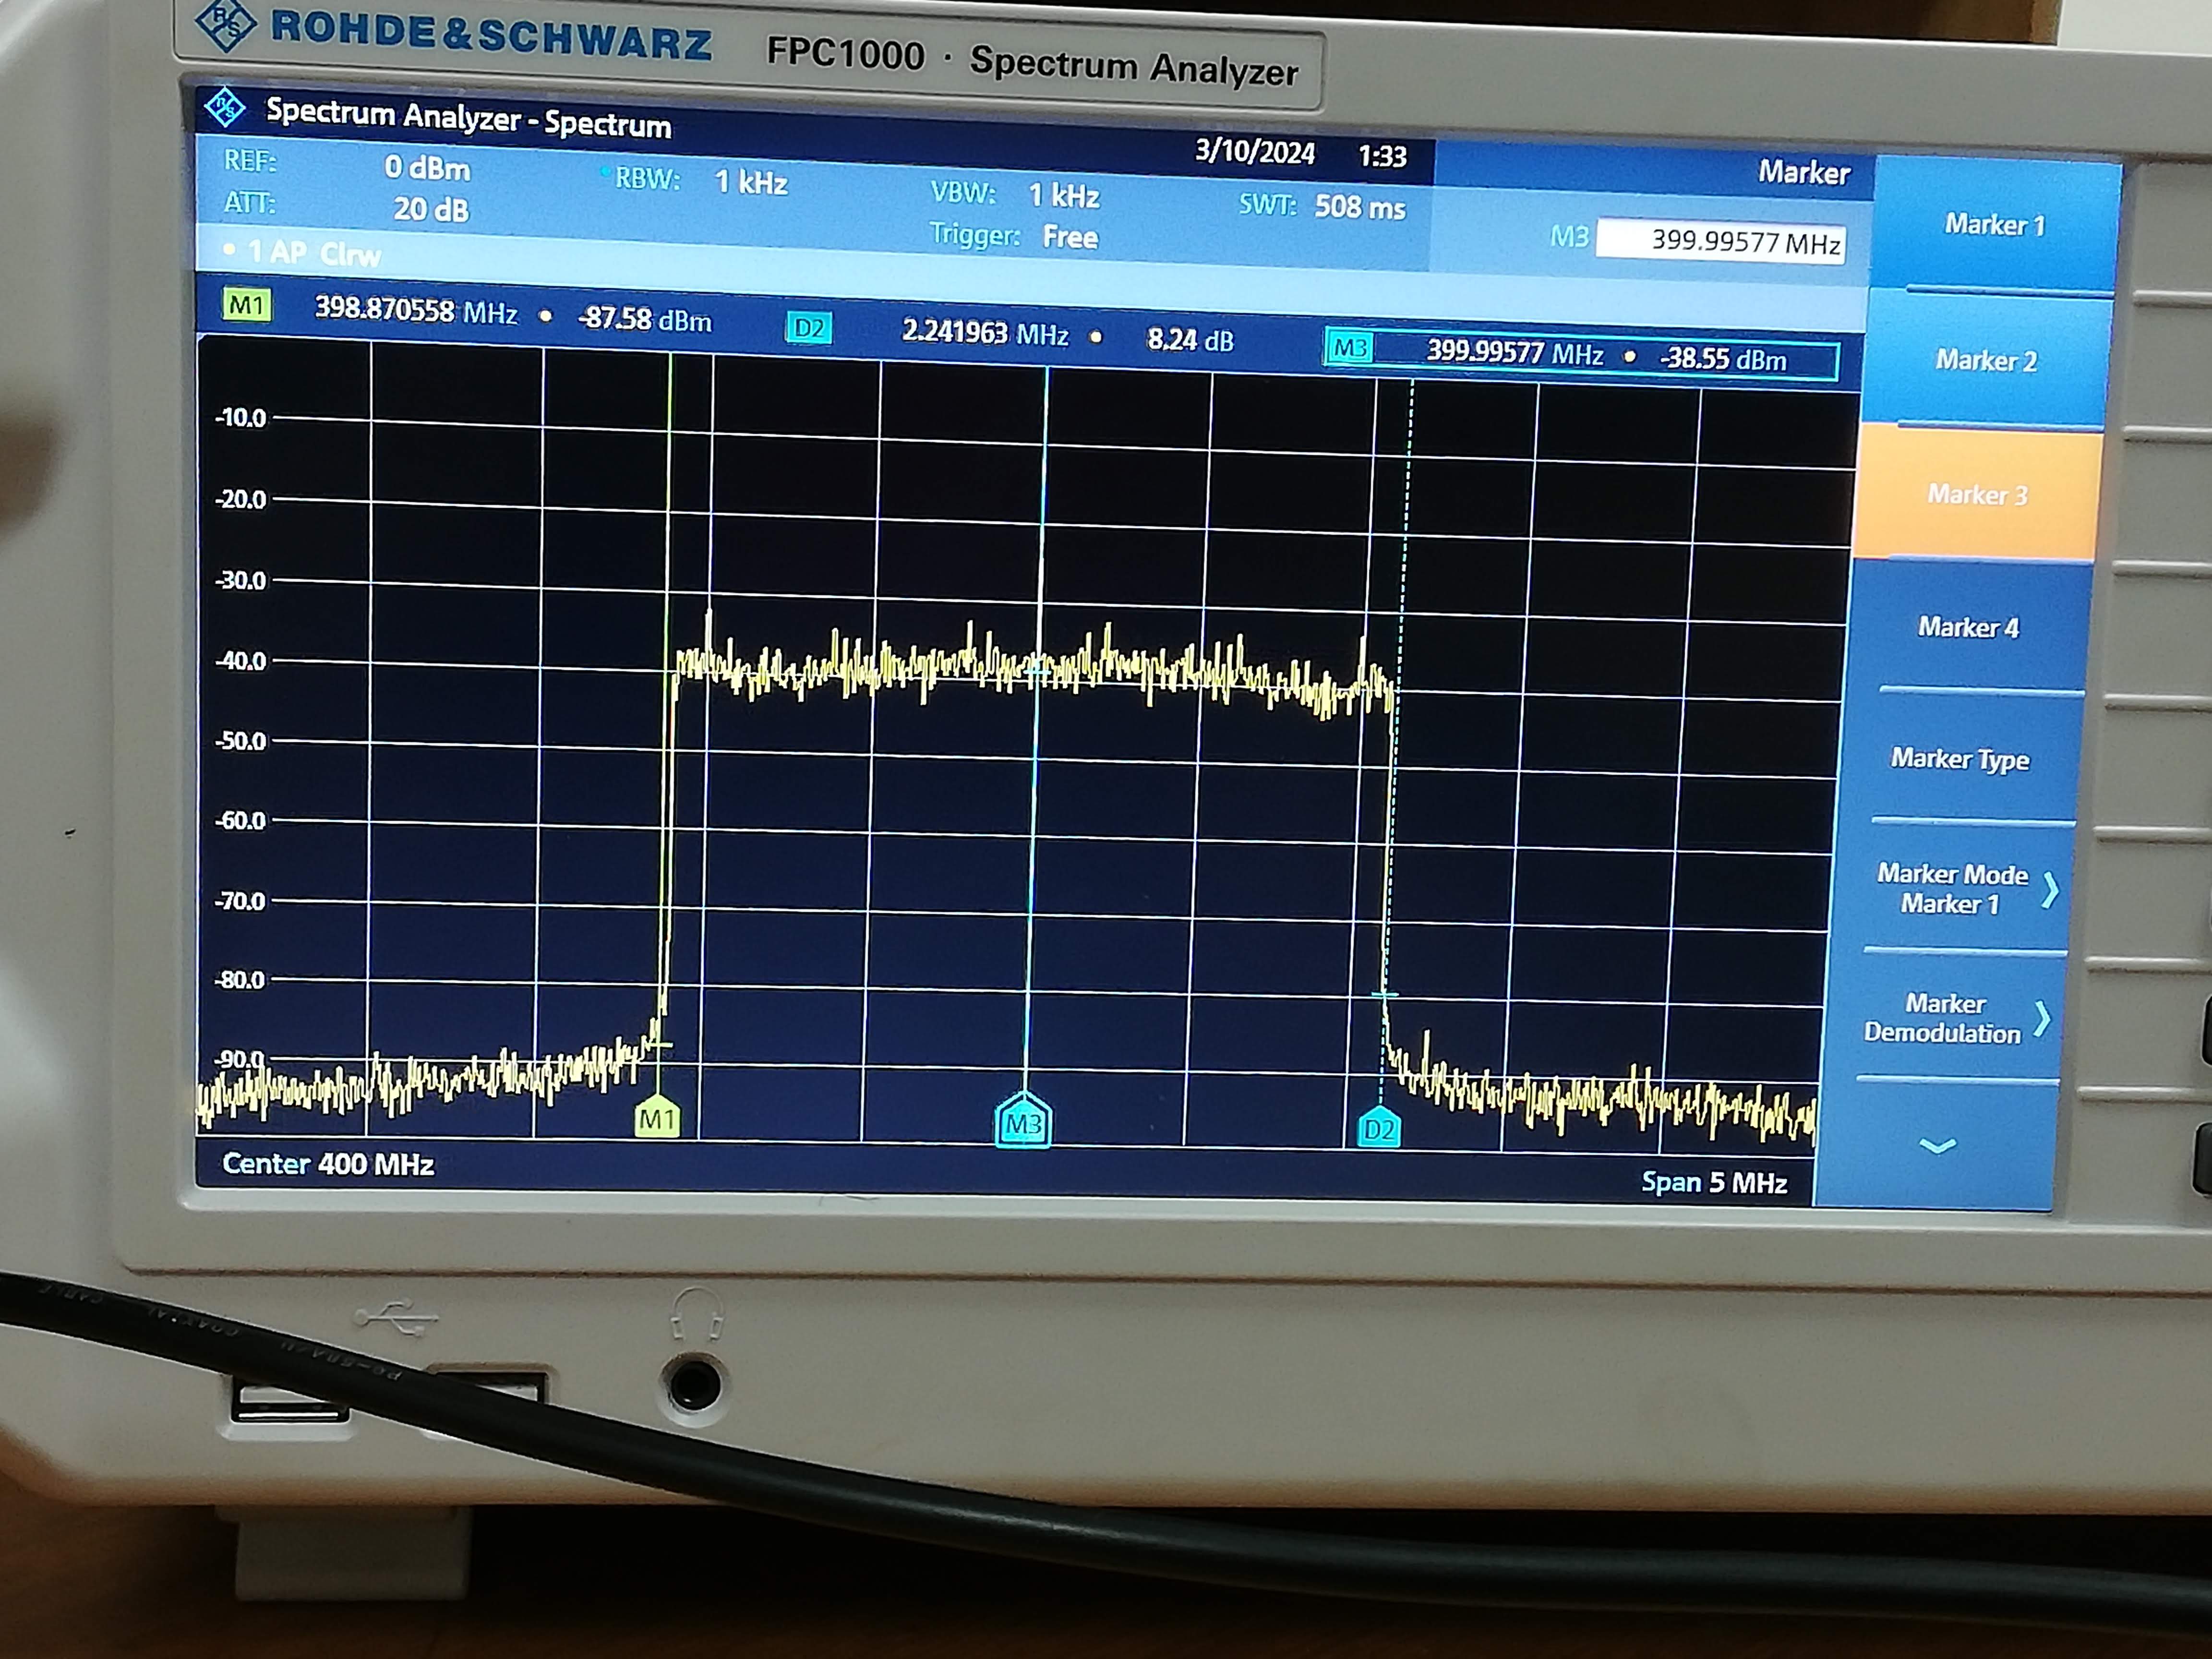 ROHDE&SCHWARZ FPC1000 · Spectrum Analyzer
Spectrum Analyzer - Spectrum
3/10/2024 1:33
Marker
REF: 0 dBm
RBW: 1 kHz
VBW: 1 kHz
SWT: 508 ms
ATT: 20 dB
Trigger: Free
M3 399.99577 MHz
1 AP Clrw
M1 398.870558 MHz • -87.58 dBm
D2 2.241963 MHz • 8.24 dB
M3 399.99577 MHz • -38.55 dBm
-10.0
-20.0
-30.0
-40.0
-50.0
-60.0
-70.0
-80.0
-90.0
M1
M3
D2
Center 400 MHz
Span 5 MHz
Marker 1
Marker 2
Marker 3
Marker 4
Marker Type
Marker Mode
Marker 1
Marker
Demodulation
COAXIAL CABLE